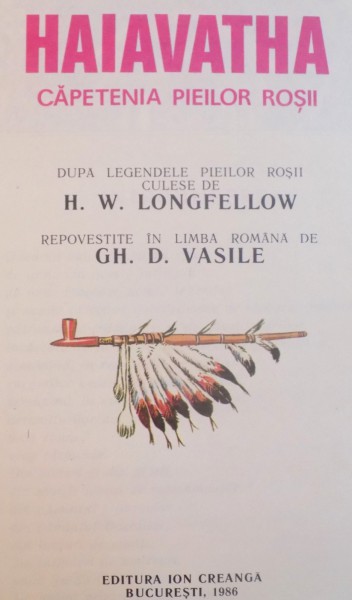 HAIAVATHA
CĂPETENIA PIEILOR ROȘII
DUPA LEGENDELE PIEILOR ROȘII
CULESE DE
H. W. LONGFELLOW
REPOVESTITE ÎN LIMBA ROMÂNA DE
GH. D. VASILE
EDITURA ION CREANGĂ
BUCUREȘTI, 1986